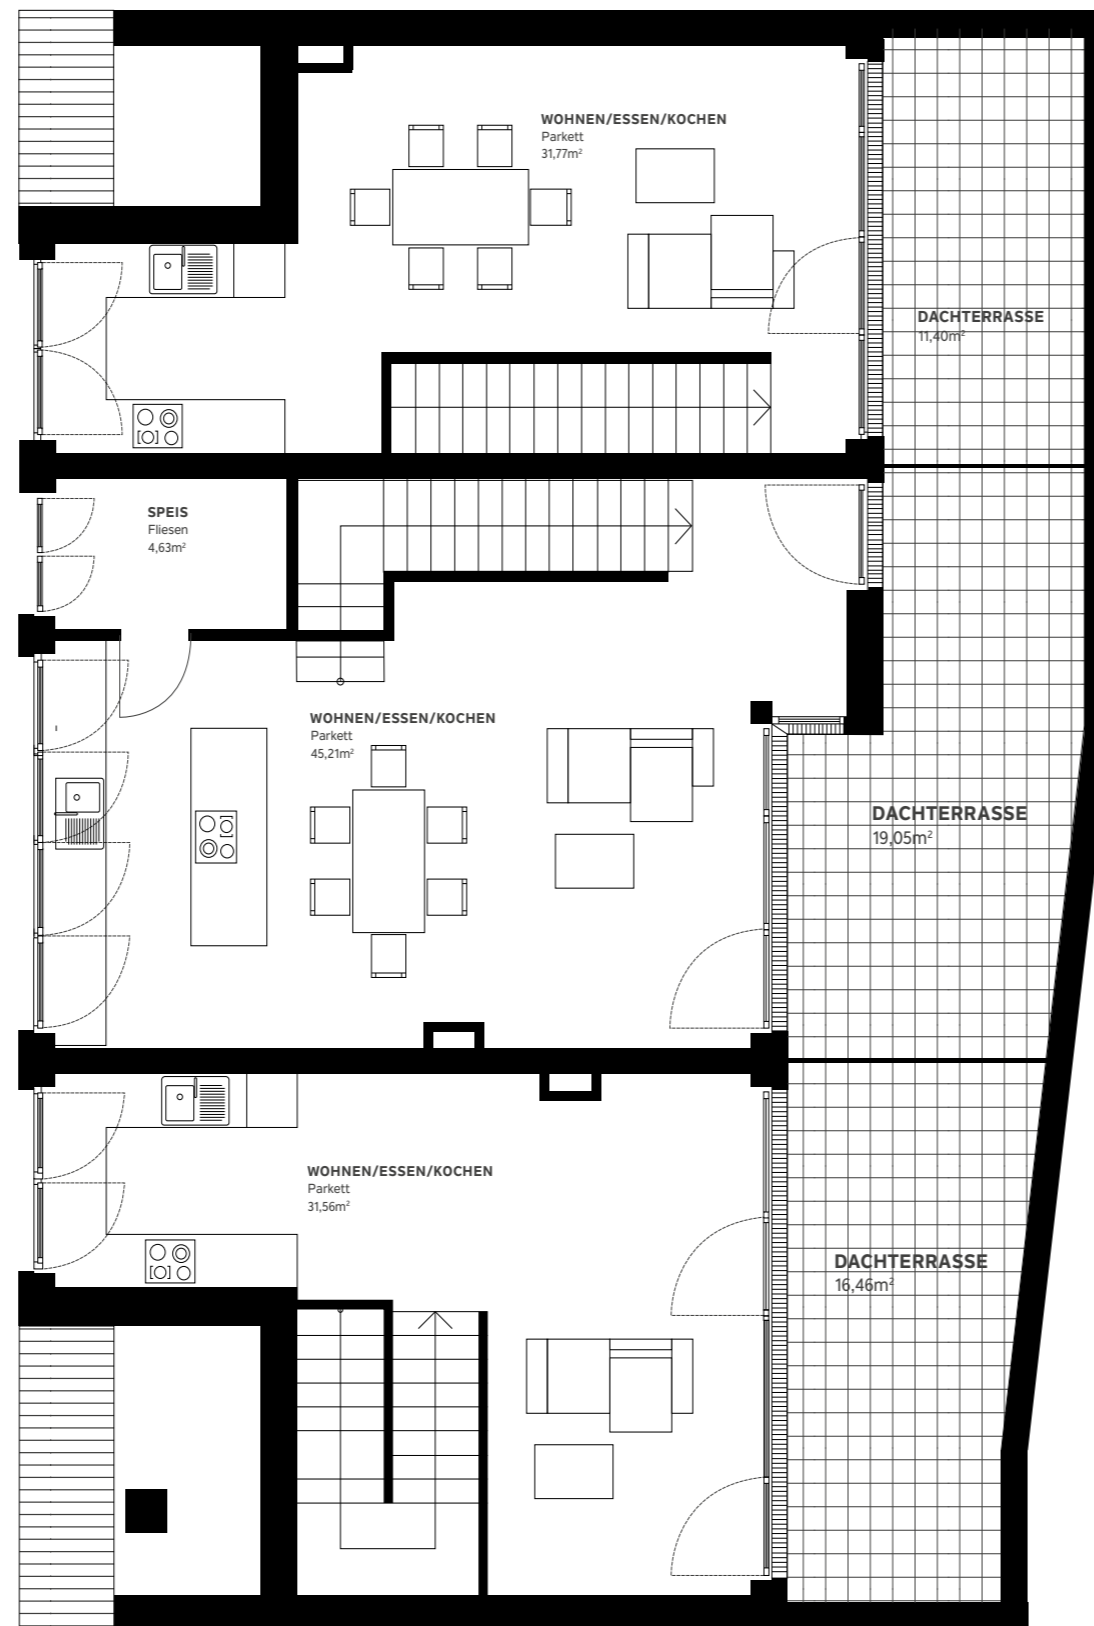 WOHNEN/ESSEN/KOCHEN
Parkett
31,77m²
DACHTERRASSE
11,40m²
SPEIS
Fliesen
4,63m²
WOHNEN/ESSEN/KOCHEN
Parkett
45,21m²
DACHTERRASSE
19,05m²
WOHNEN/ESSEN/KOCHEN
Parkett
31,56m²
DACHTERRASSE
16,46m²